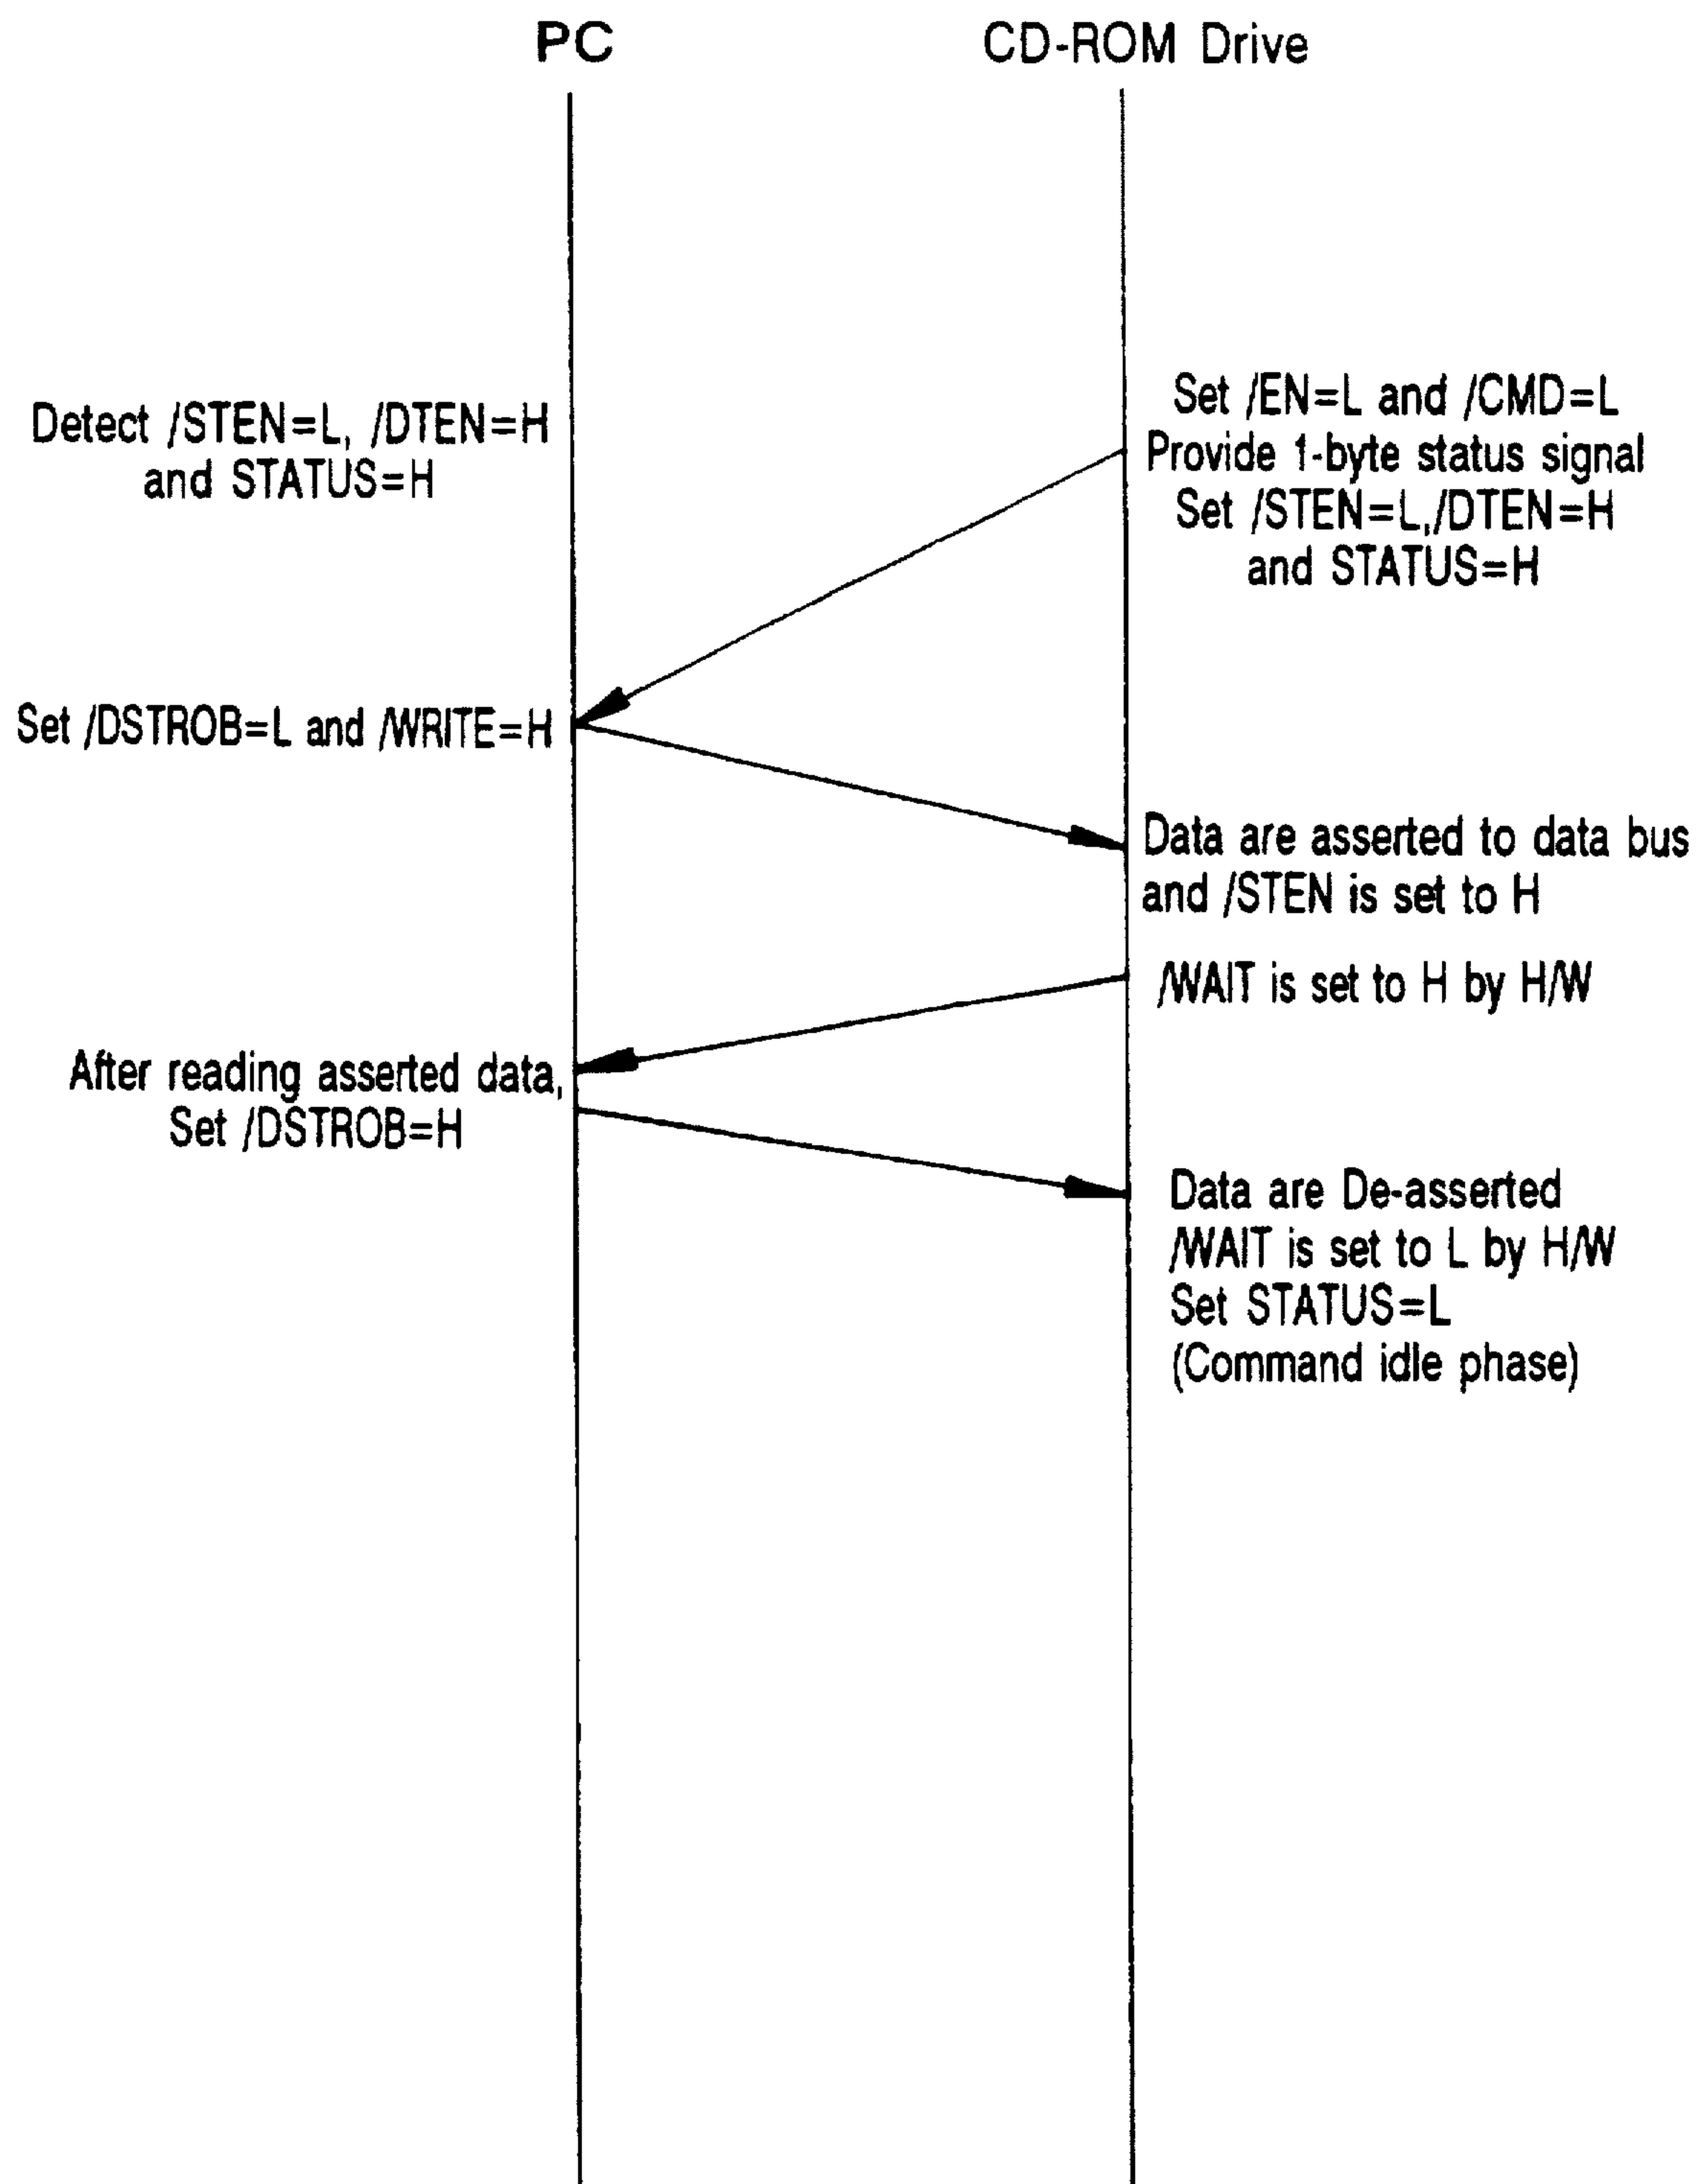 PC
CD-ROM Drive
Detect /STEN=L, /DTEN=H
and STATUS=H
Set /EN=L and /CMD=L
Provide 1-byte status signal
Set /STEN=L,/DTEN=H
and STATUS=H
Set /DSTROB=L and /WRITE=H
Data are asserted to data bus
and /STEN is set to H
/WAIT is set to H by H/W
After reading asserted data,
Set /DSTROB=H
Data are De-asserted
/WAIT is set to L by H/W
Set STATUS=L
(Command idle phase)